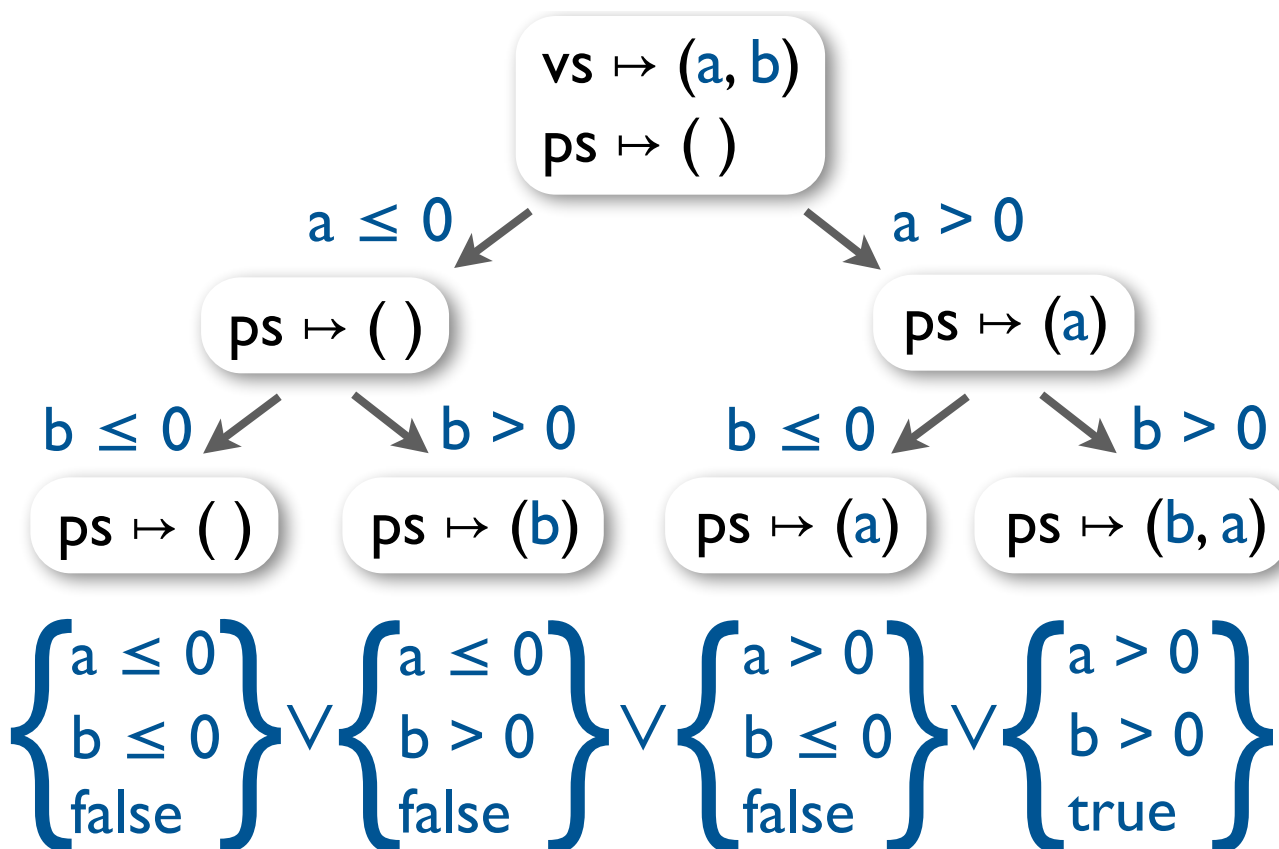 vs ↦ (a, b)
ps ↦ ( )
a ≤ 0
a > 0
ps ↦ ( )
ps ↦ (a)
b ≤ 0
b > 0
b ≤ 0
b > 0
ps ↦ ( )
ps ↦ (b)
ps ↦ (a)
ps ↦ (b, a)
{ a ≤ 0
b ≤ 0
false } ∨
{ a ≤ 0
b > 0
false } ∨
{ a > 0
b ≤ 0
false } ∨
{ a > 0
b > 0
true }